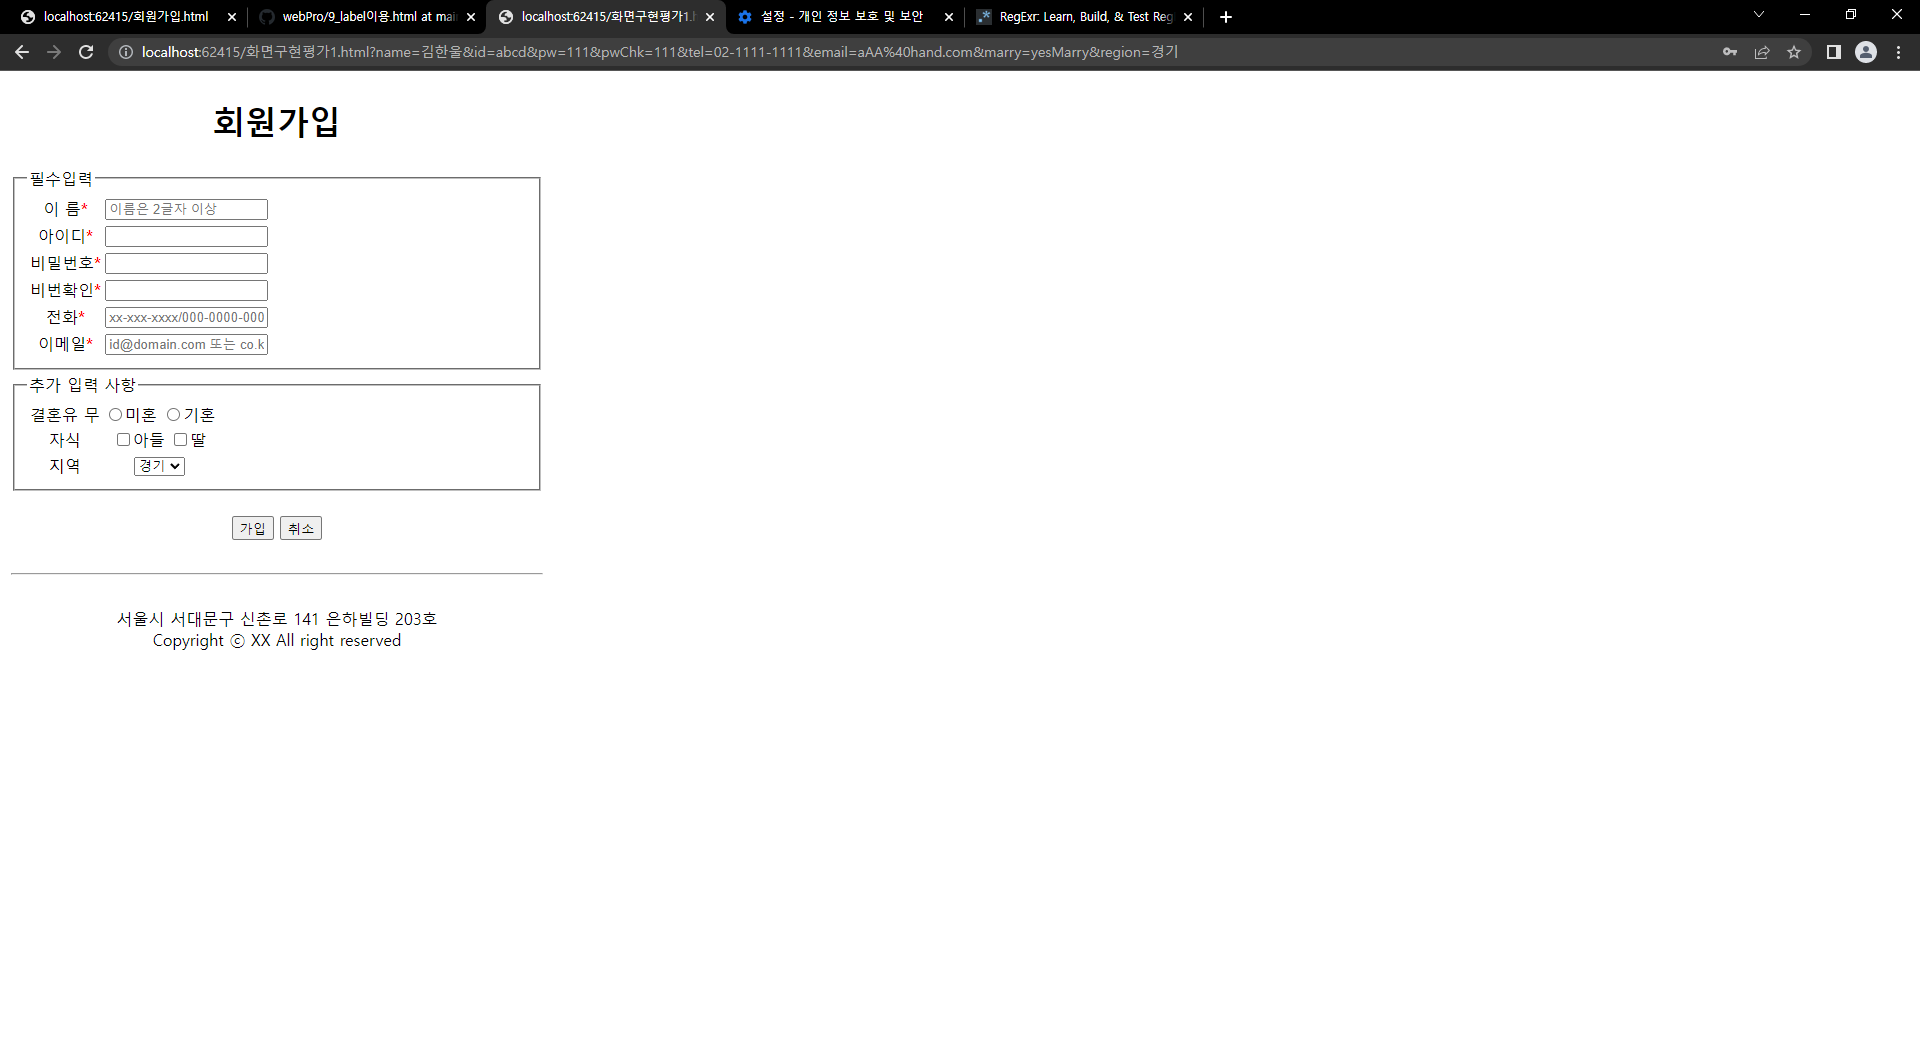 localhost:62415/회원가입.html
webPro/9_label이용.html at mai
localhost:62415/화면구현평가1.h
설정 - 개인 정보 보호 및 보안
RegExr: Learn, Build, & Test Reg
localhost:62415/화면구현평가1.html?name=김한울&id=abcd&pw=111&pwChk=111&tel=02-1111-1111&email=aAA%40hand.com&marry=yesMarry&region=경기
회원가입
필수입력
이 름* 이름은 2글자 이상
아이디*
비밀번호*
비번확인*
전화* xx-xxx-xxxx/000-0000-000
이메일* id@domain.com 또는 co.k
추가 입력 사항
결혼유 무 미혼 기혼
자식 아들 딸
지역 경기
가입 취소
서울시 서대문구 신촌로 141 은하빌딩 203호
Copyright ⓒ XX All right reserved